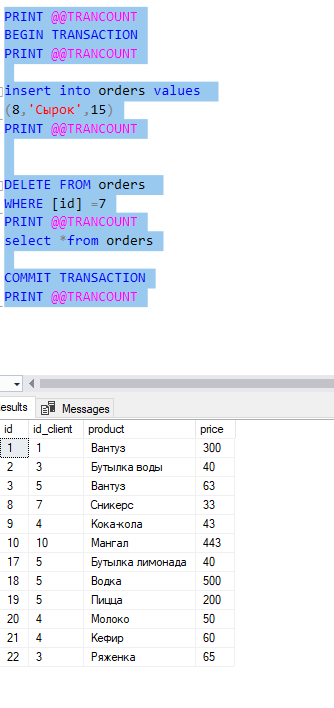 PRINT @@TRANCOUNT
BEGIN TRANSACTION
PRINT @@TRANCOUNT
insert into orders values
(8,'Сырок',15)
PRINT @@TRANCOUNT
DELETE FROM orders
WHERE [id] =7
PRINT @@TRANCOUNT
select *from orders
COMMIT TRANSACTION
PRINT @@TRANCOUNT
esults Messages
id id_client product price
1 1 Вантуз 300
2 3 Бутылка воды 40
3 5 Вантуз 63
8 7 Сникерс 33
9 4 Кока-кола 43
10 10 Мангал 443
17 5 Бутылка лимонада 40
18 5 Водка 500
19 5 Пицца 200
20 4 Молоко 50
21 4 Кефир 60
22 3 Ряженка 65